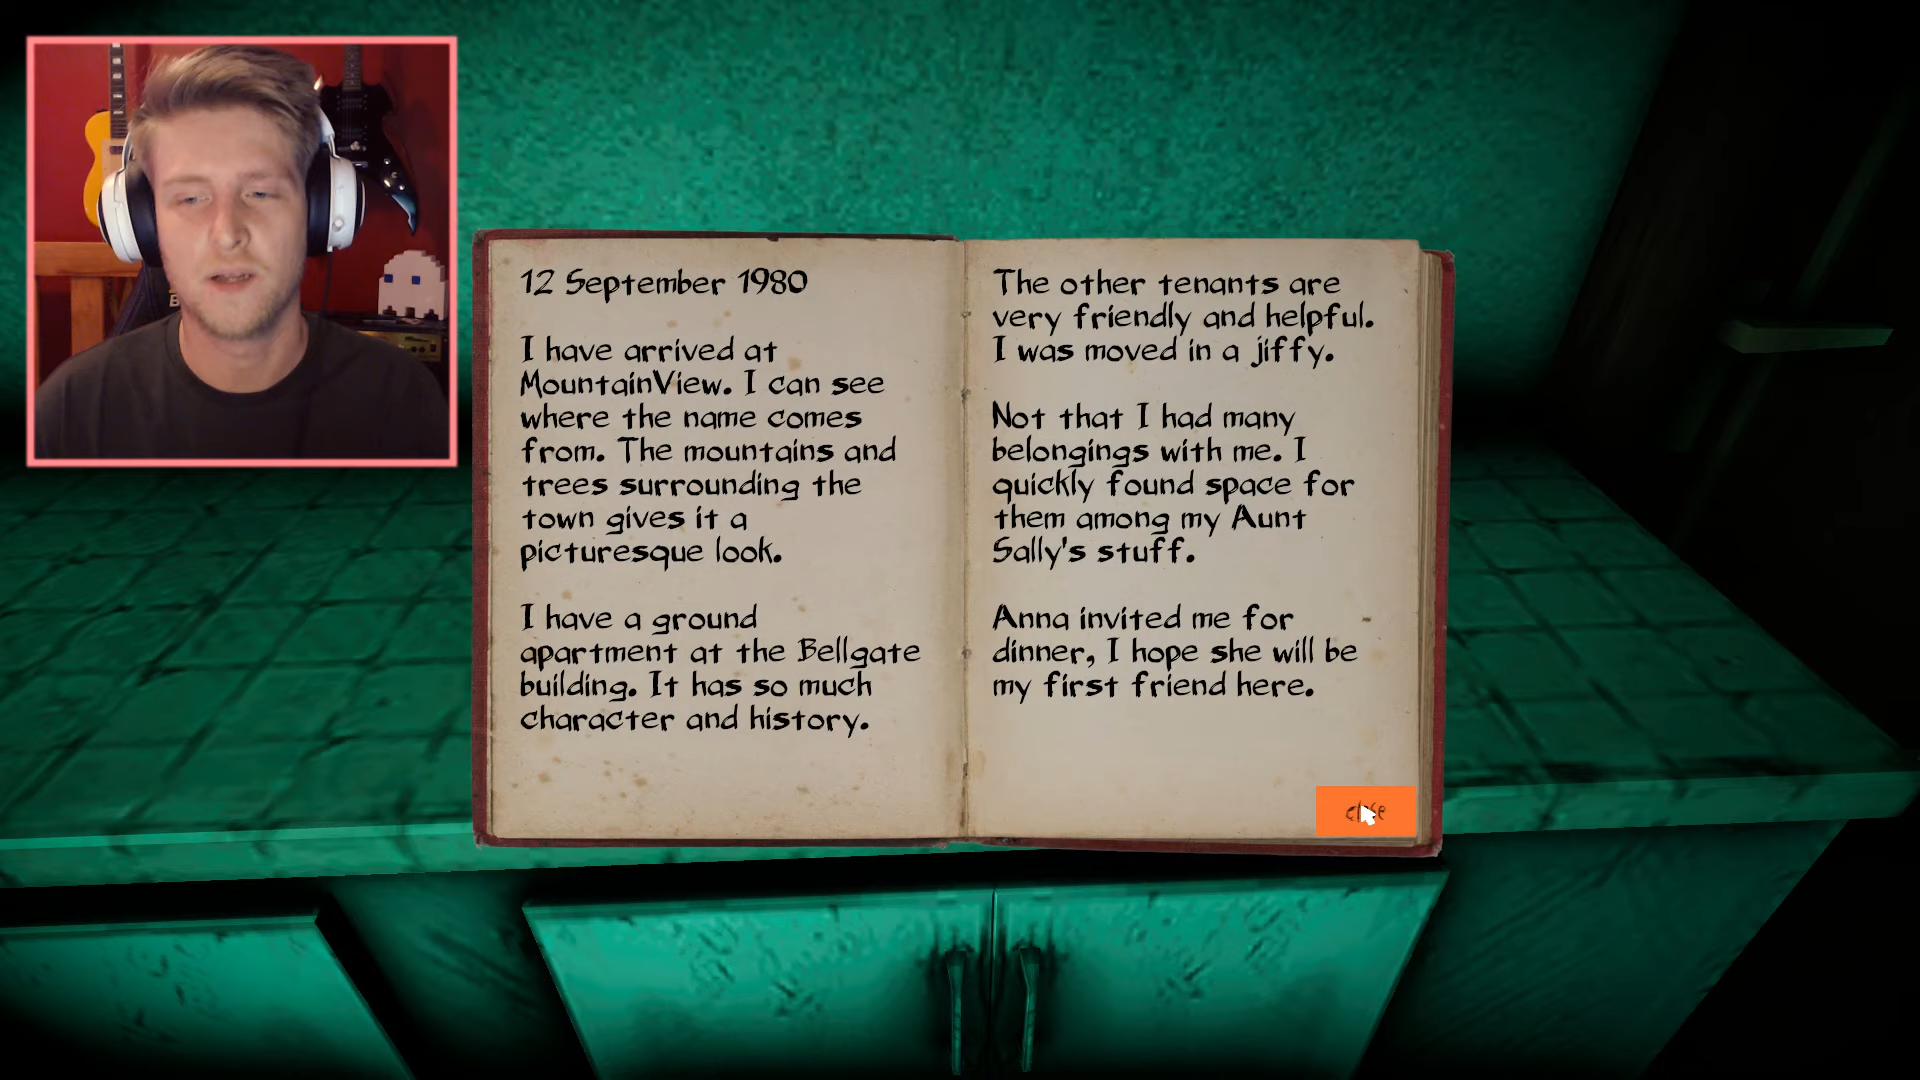 12 September 1980
I have arrived at
MountainView. I can see
where the name comes
from. The mountains and
trees surrounding the
town gives it a
picturesque look.
I have a ground
apartment at the Bellgate
building. It has so much
character and history.
The other tenants are
very friendly and helpful.
I was moved in a jiffy.
Not that I had many
belongings with me. I
quickly found space for
them among my Aunt
Sally's stuff.
Anna invited me for
dinner, I hope she will be
my first friend here.
close